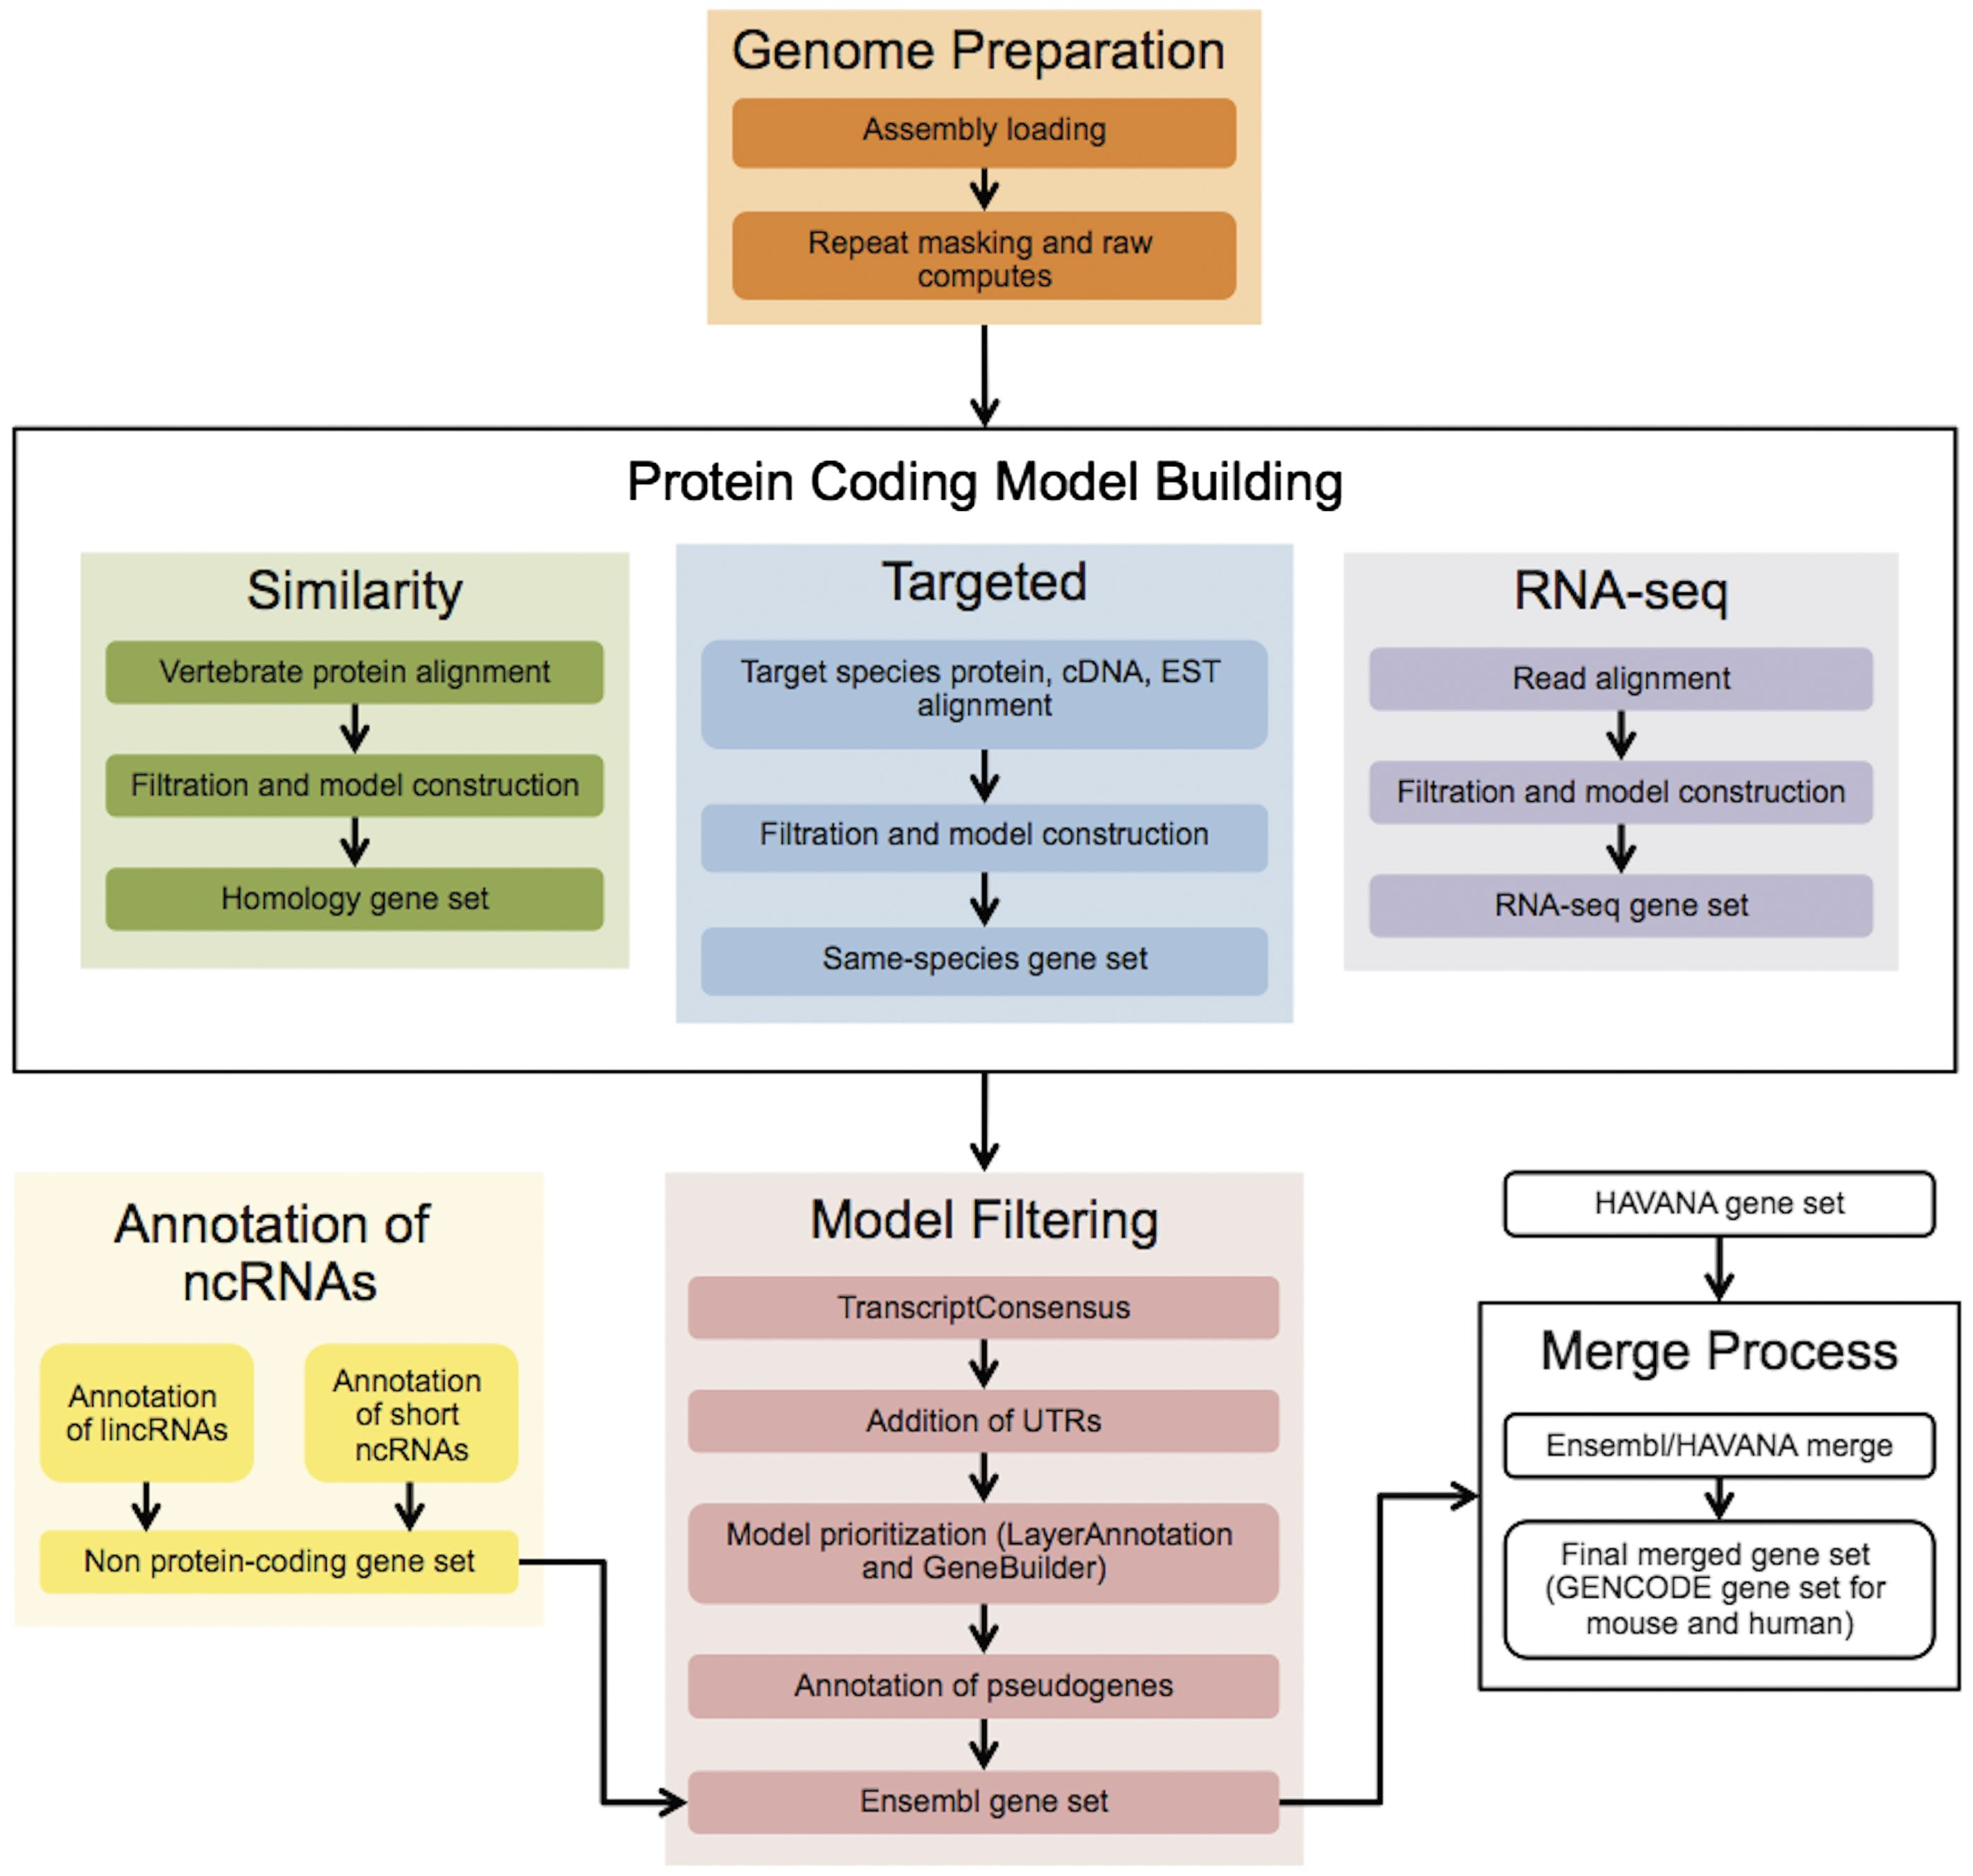 Genome Preparation
Assembly loading
Repeat masking and raw
computes
Protein Coding Model Building
Similarity
Vertebrate protein alignment
Filtration and model construction
Homology gene set
Targeted
Target species protein, cDNA, EST
alignment
Filtration and model construction
Same-species gene set
RNA-seq
Read alignment
Filtration and model construction
RNA-seq gene set
Annotation of
ncRNAs
Annotation
of lincRNAs
Annotation
of short
ncRNAs
Non protein-coding gene set
Model Filtering
TranscriptConsensus
Addition of UTRs
Model prioritization (LayerAnnotation
and GeneBuilder)
Annotation of pseudogenes
Ensembl gene set
HAVANA gene set
Merge Process
Ensembl/HAVANA merge
Final merged gene set
(GENCODE gene set for
mouse and human)